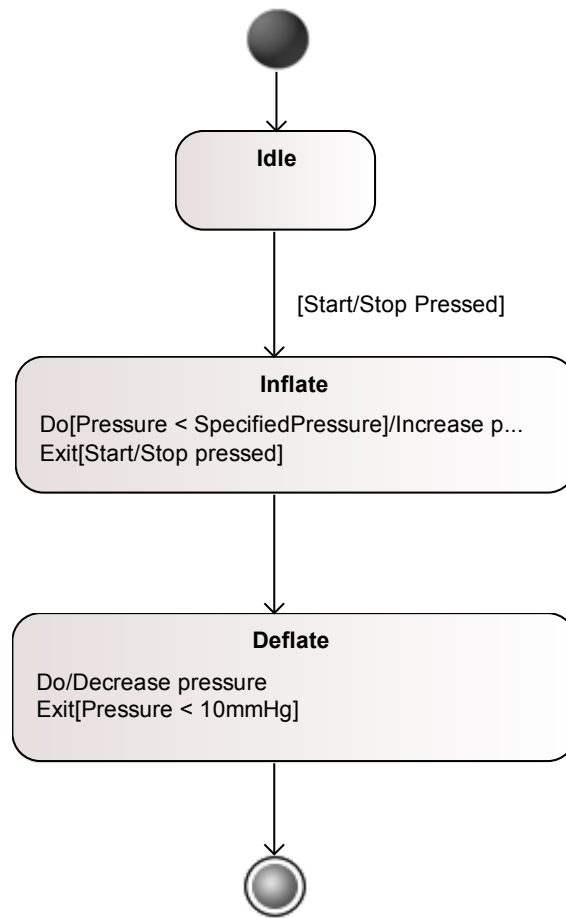 Idle
[Start/Stop Pressed]
Inflate
Do[Pressure < SpecifiedPressure]/Increase p...
Exit[Start/Stop pressed]
Deflate
Do/Decrease pressure
Exit[Pressure < 10mmHg]